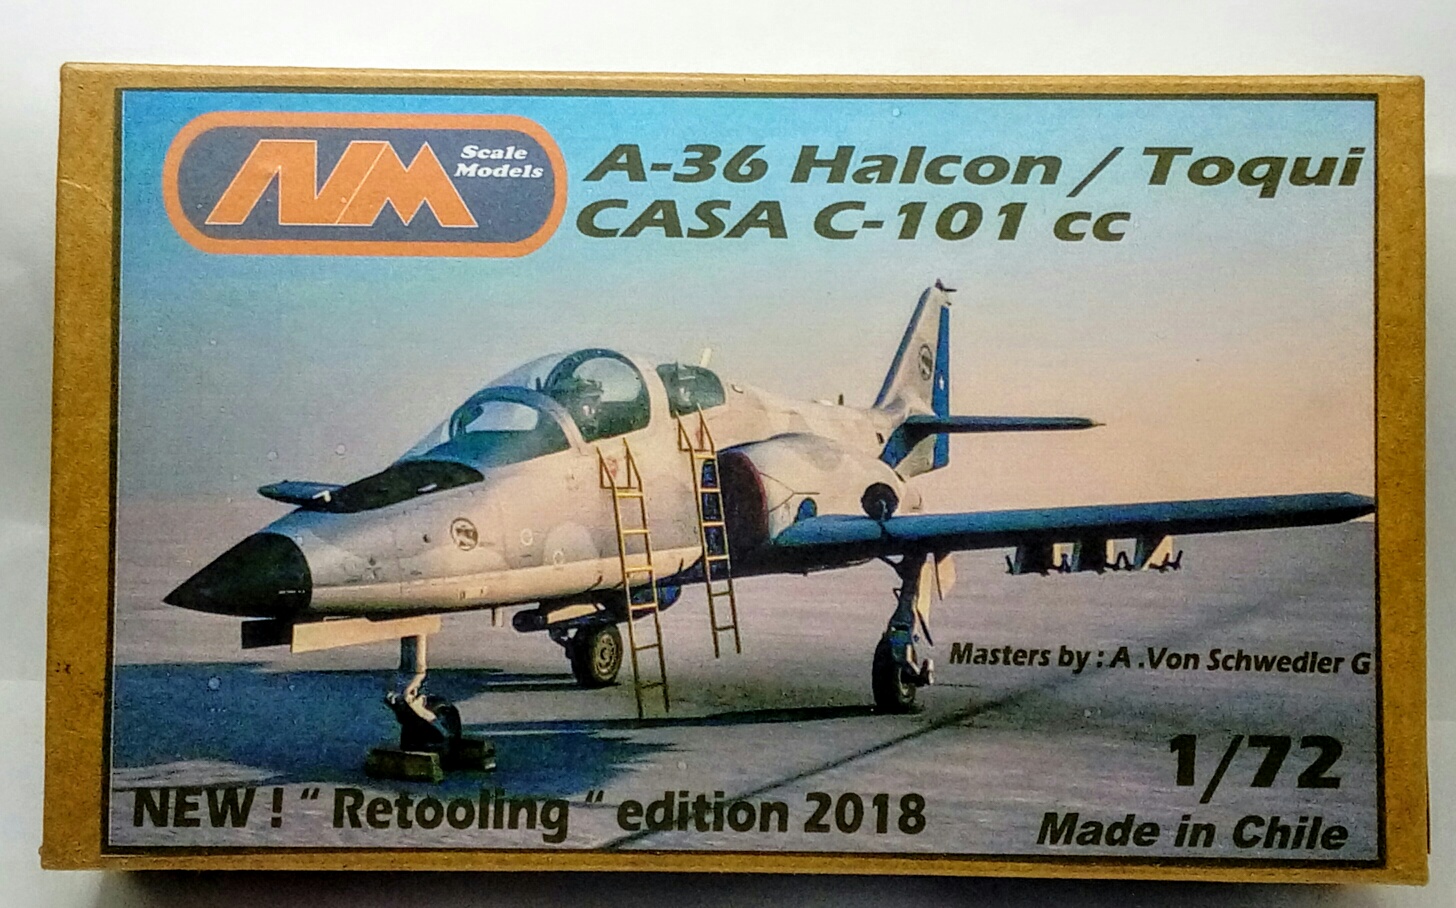 NM
Scale
Models
A-36 Halcon / Toqui
CASA C-101 cc
Masters by : A .Von Schwedler G
1/72
NEW ! “ Retooling “ edition 2018
Made in Chile